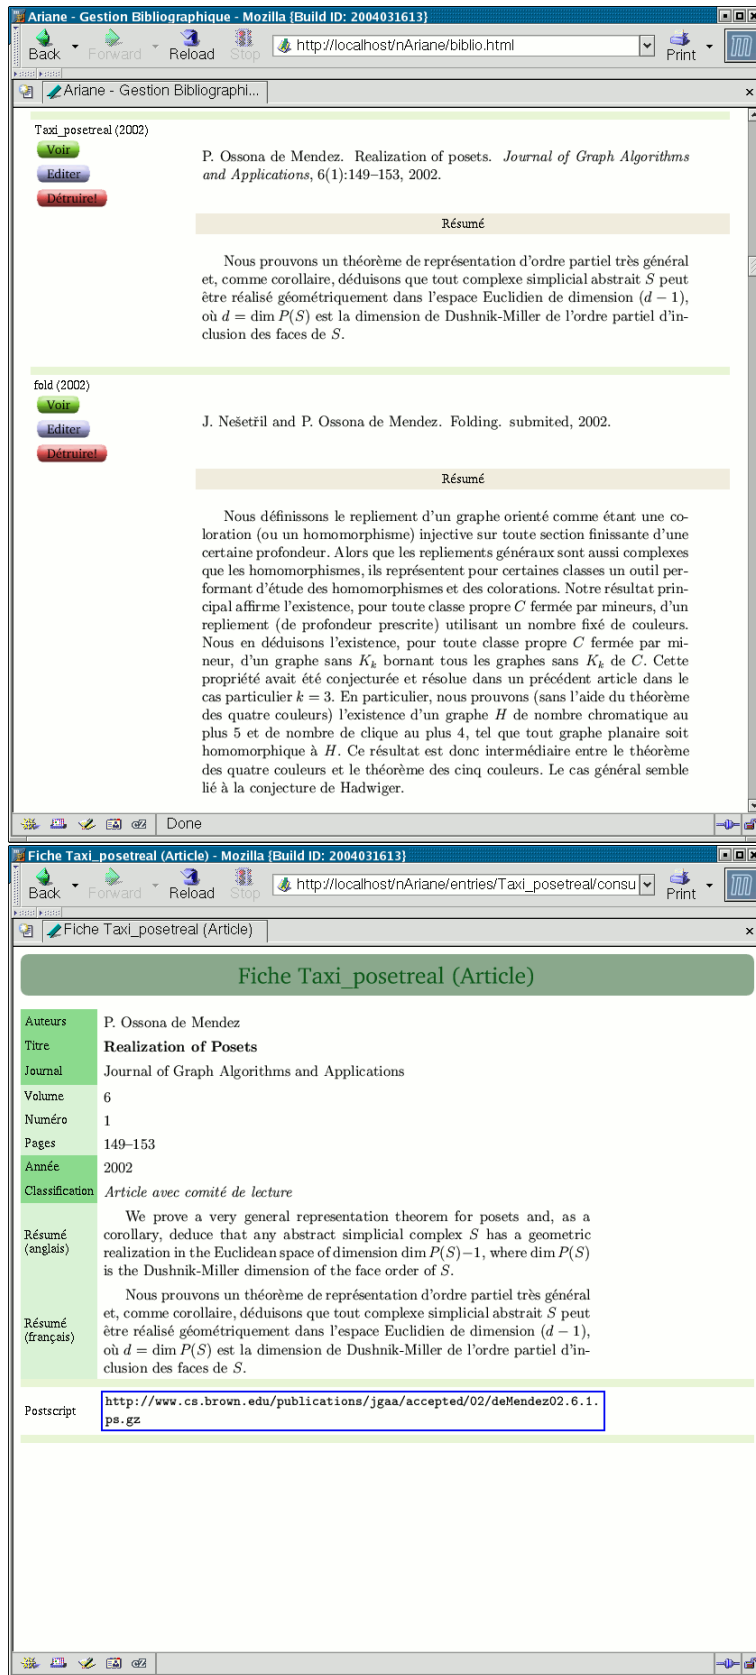 Ariane - Gestion Bibliographique - Mozilla {Build ID: 2004031613}
Back Forward Reload Stop http://localhost/nAriane/biblio.html Print
Ariane - Gestion Bibliographi...
Taxi_posetreal (2002)
Voir
Editer
Détruire!
P. Ossona de Mendez. Realization of posets. Journal of Graph Algorithms
and Applications, 6(1):149–153, 2002.
Résumé
Nous prouvons un théorème de représentation d'ordre partiel très général
et, comme corollaire, déduisons que tout complexe simplicial abstrait S peut
être réalisé géométriquement dans l'espace Euclidien de dimension (d − 1),
où d = dim P(S) est la dimension de Dushnik-Miller de l'ordre partiel d'in-
clusion des faces de S.
fold (2002)
Voir
Editer
Détruire!
J. Nešetřil and P. Ossona de Mendez. Folding. submited, 2002.
Résumé
Nous définissons le repliement d'un graphe orienté comme étant une co-
loration (ou un homomorphisme) injective sur toute section finissante d'une
certaine profondeur. Alors que les repliements généraux sont aussi complexes
que les homomorphismes, ils représentent pour certaines classes un outil per-
formant d'étude des homomorphismes et des colorations. Notre résultat prin-
cipal affirme l'existence, pour toute classe propre C fermée par mineurs, d'un
repliement (de profondeur prescrite) utilisant un nombre fixé de couleurs.
Nous en déduisons l'existence, pour toute classe propre C fermée par mi-
neur, d'un graphe sans Kₖ bornant tous les graphes sans Kₖ de C. Cette
propriété avait été conjecturée et résolue dans un précédent article dans le
cas particulier k = 3. En particulier, nous prouvons (sans l'aide du théorème
des quatre couleurs) l'existence d'un graphe H de nombre chromatique au
plus 5 et de nombre de clique au plus 4, tel que tout graphe planaire soit
homomorphique à H. Ce résultat est donc intermédiaire entre le théorème
des quatre couleurs et le théorème des cinq couleurs. Le cas général semble
lié à la conjecture de Hadwiger.
Done
Fiche Taxi_posetreal (Article) - Mozilla {Build ID: 2004031613}
Back Forward Reload Stop http://localhost/nAriane/entries/Taxi_posetreal/consu Print
Fiche Taxi_posetreal (Article)
Fiche Taxi_posetreal (Article)
Auteurs P. Ossona de Mendez
Titre Realization of Posets
Journal Journal of Graph Algorithms and Applications
Volume 6
Numéro 1
Pages 149–153
Année 2002
Classification Article avec comité de lecture
Résumé
(anglais)
We prove a very general representation theorem for posets and, as a
corollary, deduce that any abstract simplicial complex S has a geometric
realization in the Euclidean space of dimension dim P(S)−1, where dim P(S)
is the Dushnik-Miller dimension of the face order of S.
Résumé
(français)
Nous prouvons un théorème de représentation d'ordre partiel très général
et, comme corollaire, déduisons que tout complexe simplicial abstrait S peut
être réalisé géométriquement dans l'espace Euclidien de dimension (d − 1),
où d = dim P(S) est la dimension de Dushnik-Miller de l'ordre partiel d'in-
clusion des faces de S.
Postscript
http://www.cs.brown.edu/publications/jgaa/accepted/02/deMendez02.6.1.
ps.gz